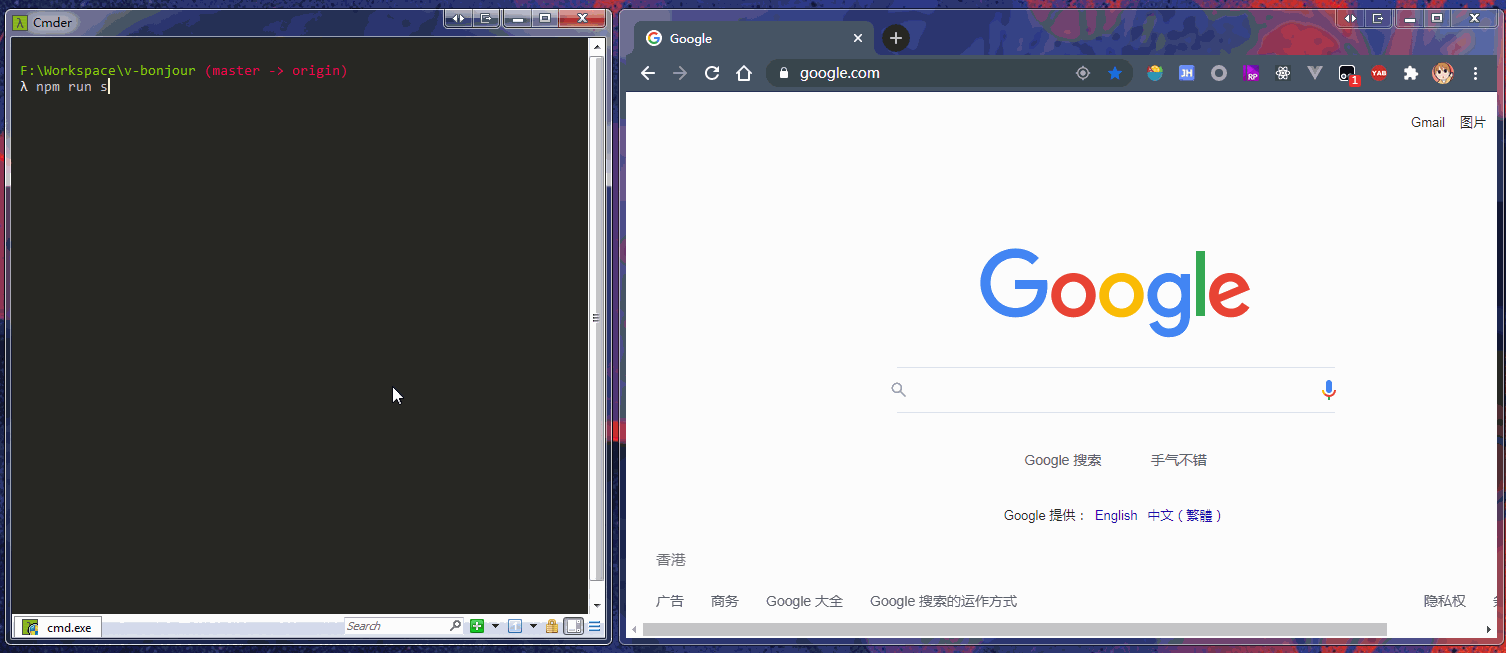 Cmder
F:\Workspace\v-bonjour (master -> origin)
λ npm run s
cmd.exe
Search
1
Google
google.com
JH
RP
1
YAB
Gmail 图片
Google
Google 搜索 手气不错
Google 提供： English 中文 ( 繁體 )
香港
广告 商务 Google 大全 Google 搜索的运作方式 隐私权